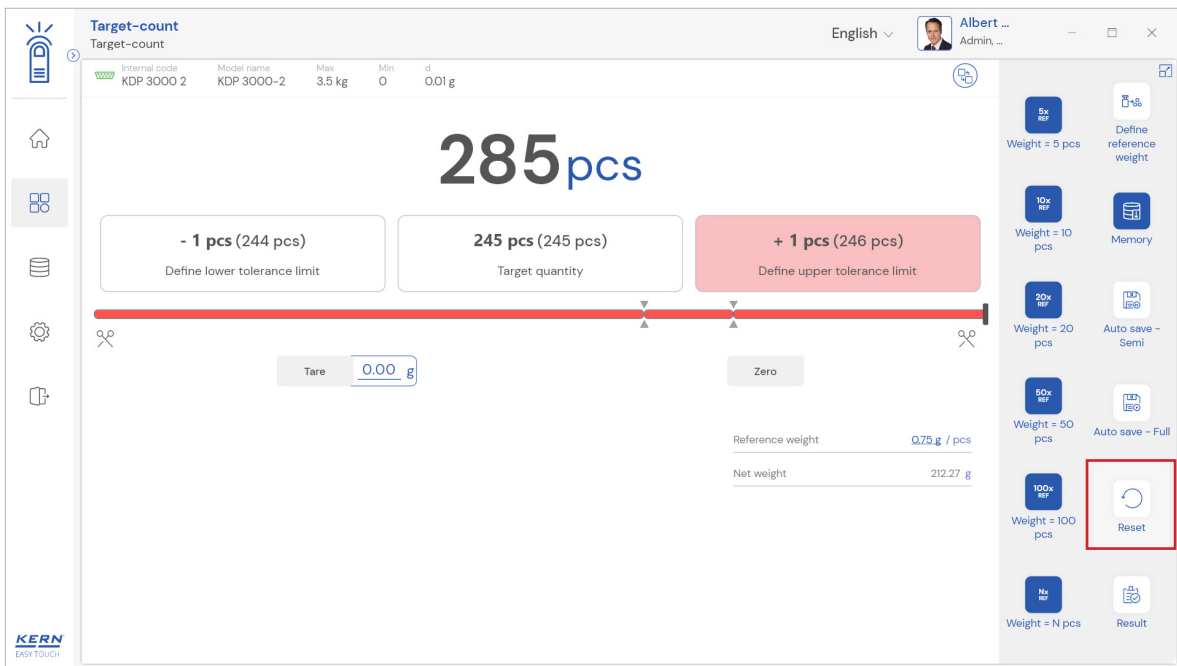 Target-count
Target-count
English
Albert ...
Admin, ...
Internal code
KDP 3000 2
Model name
KDP 3000-2
Max
3.5 kg
Min
0
d
0.01 g
285 pcs
- 1 pcs (244 pcs)
Define lower tolerance limit
245 pcs (245 pcs)
Target quantity
+ 1 pcs (246 pcs)
Define upper tolerance limit
Tare
0.00 g
Zero
Reference weight
0.75 g / pcs
Net weight
212.27 g
5x
REF
Weight = 5 pcs
Define
reference
weight
10x
REF
Weight = 10
pcs
Memory
20x
REF
Weight = 20
pcs
Auto save -
Semi
50x
REF
Weight = 50
pcs
Auto save - Full
100x
REF
Weight = 100
pcs
Reset
Nx
REF
Weight = N pcs
Result
KERN
EASY TOUCH